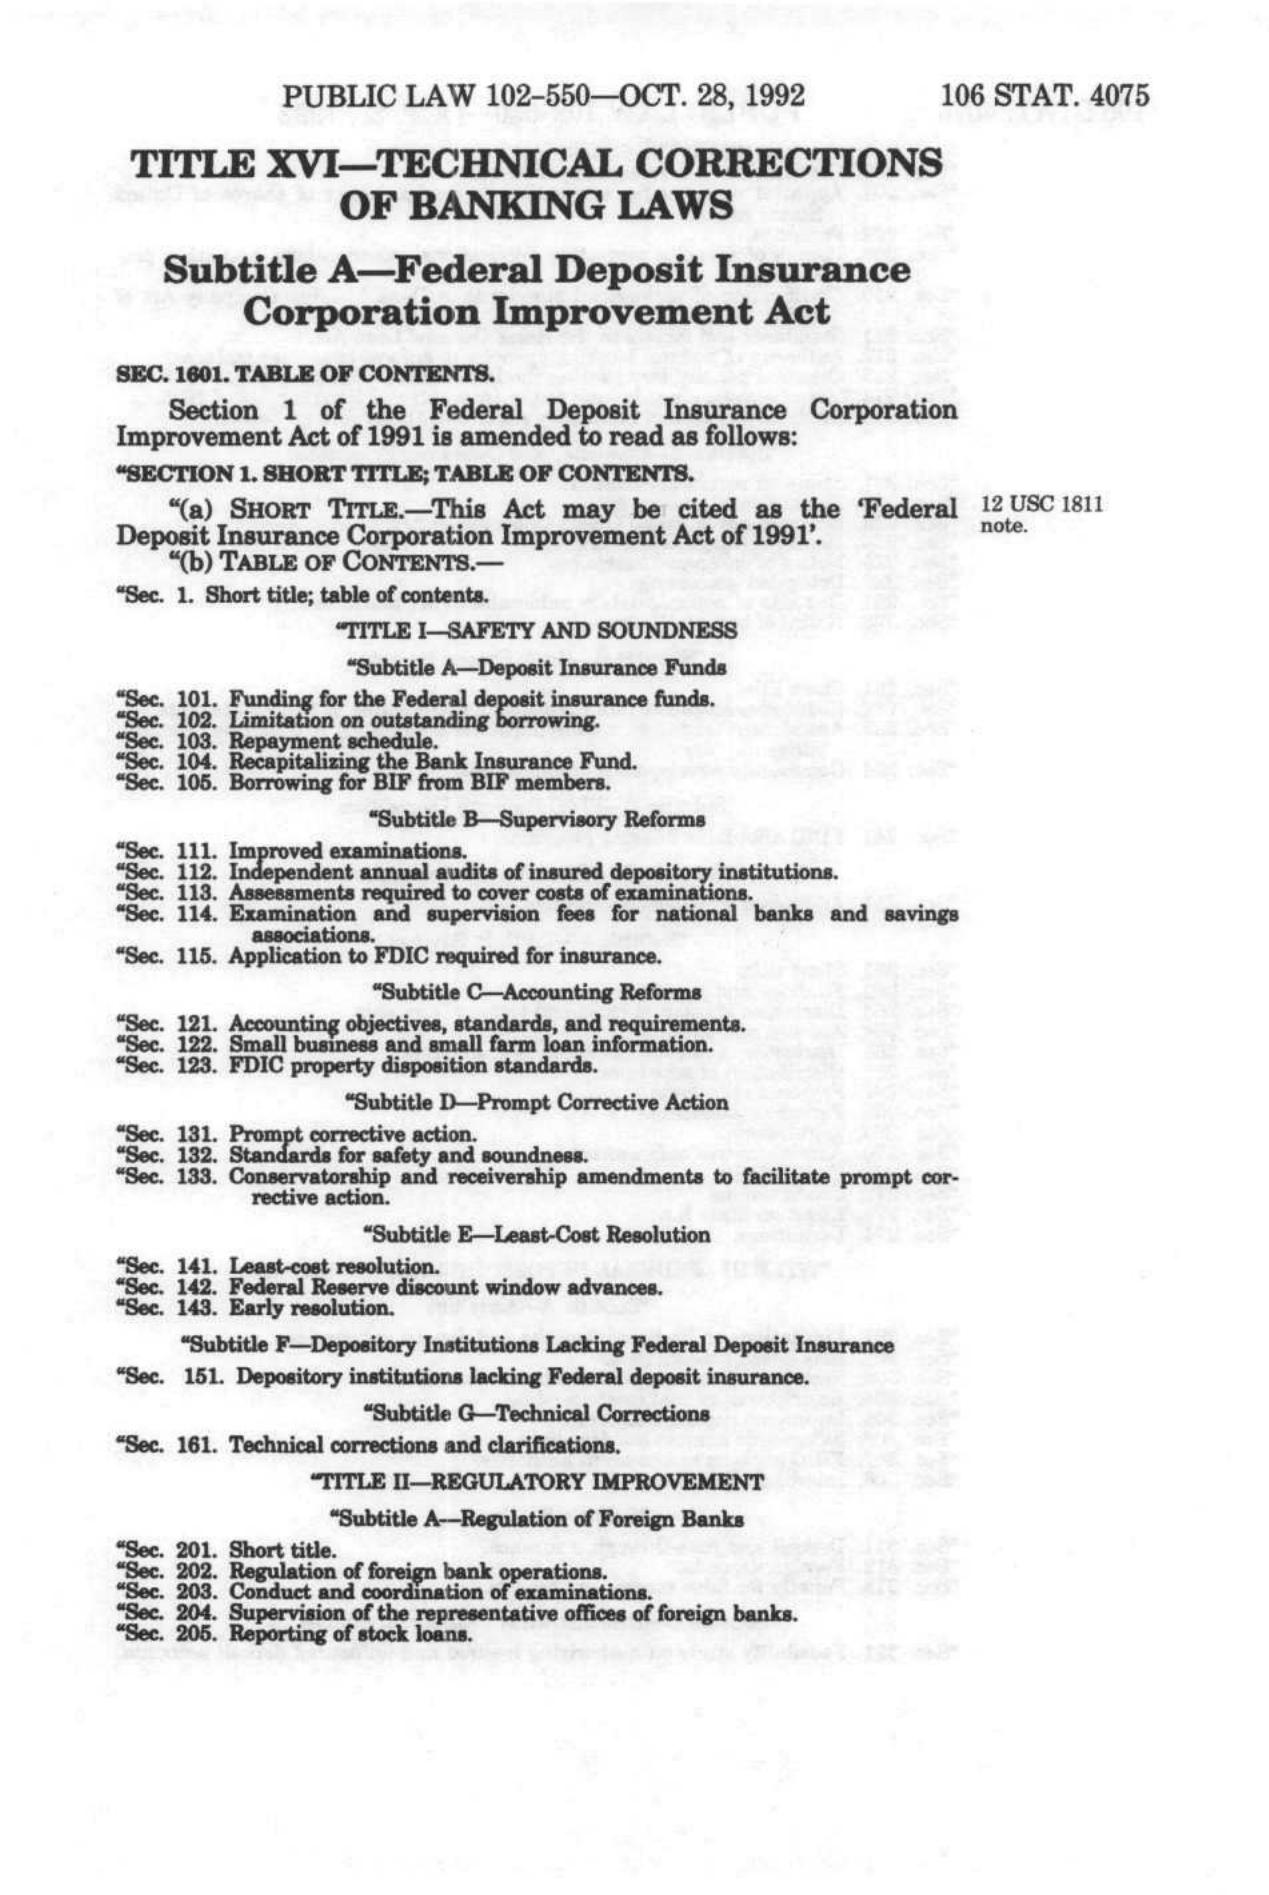 PUBLIC LAW 102-550—OCT. 28, 1992 106 STAT. 4075
TITLE XVI—TECHNICAL CORRECTIONS
OF BANKING LAWS
Subtitle A—Federal Deposit Insurance
Corporation Improvement Act
SEC. 1601. TABLE OF CONTENTS.
Section 1 of the Federal Deposit Insurance Corporation
Improvement Act of 1991 is amended to read as follows:
“SECTION 1. SHORT TITLE; TABLE OF CONTENTS.
“(a) SHORT TITLE.—This Act may be cited as the ‘Federal
Deposit Insurance Corporation Improvement Act of 1991’.
12 USC 1811
note.
“(b) TABLE OF CONTENTS.—
“Sec. 1. Short title; table of contents.
“TITLE I—SAFETY AND SOUNDNESS
“Subtitle A—Deposit Insurance Funds
“Sec. 101. Funding for the Federal deposit insurance funds.
“Sec. 102. Limitation on outstanding borrowing.
“Sec. 103. Repayment schedule.
“Sec. 104. Recapitalizing the Bank Insurance Fund.
“Sec. 105. Borrowing for BIF from BIF members.
“Subtitle B—Supervisory Reforms
“Sec. 111. Improved examinations.
“Sec. 112. Independent annual audits of insured depository institutions.
“Sec. 113. Assessments required to cover costs of examinations.
“Sec. 114. Examination and supervision fees for national banks and savings
associations.
“Sec. 115. Application to FDIC required for insurance.
“Subtitle C—Accounting Reforms
“Sec. 121. Accounting objectives, standards, and requirements.
“Sec. 122. Small business and small farm loan information.
“Sec. 123. FDIC property disposition standards.
“Subtitle D—Prompt Corrective Action
“Sec. 131. Prompt corrective action.
“Sec. 132. Standards for safety and soundness.
“Sec. 133. Conservatorship and receivership amendments to facilitate prompt cor-
rective action.
“Subtitle E—Least-Cost Resolution
“Sec. 141. Least-cost resolution.
“Sec. 142. Federal Reserve discount window advances.
“Sec. 143. Early resolution.
“Subtitle F—Depository Institutions Lacking Federal Deposit Insurance
“Sec. 151. Depository institutions lacking Federal deposit insurance.
“Subtitle G—Technical Corrections
“Sec. 161. Technical corrections and clarifications.
“TITLE II—REGULATORY IMPROVEMENT
“Subtitle A—Regulation of Foreign Banks
“Sec. 201. Short title.
“Sec. 202. Regulation of foreign bank operations.
“Sec. 203. Conduct and coordination of examinations.
“Sec. 204. Supervision of the representative offices of foreign banks.
“Sec. 205. Reporting of stock loans.